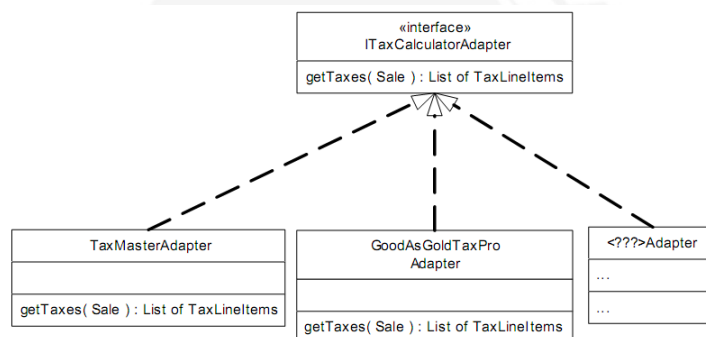 «interface»
ITaxCalculatorAdapter
getTaxes( Sale ) : List of TaxLineItems
TaxMasterAdapter
getTaxes( Sale ) : List of TaxLineItems
GoodAsGoldTaxPro
Adapter
getTaxes( Sale ) : List of TaxLineItems
<???>Adapter
...
...